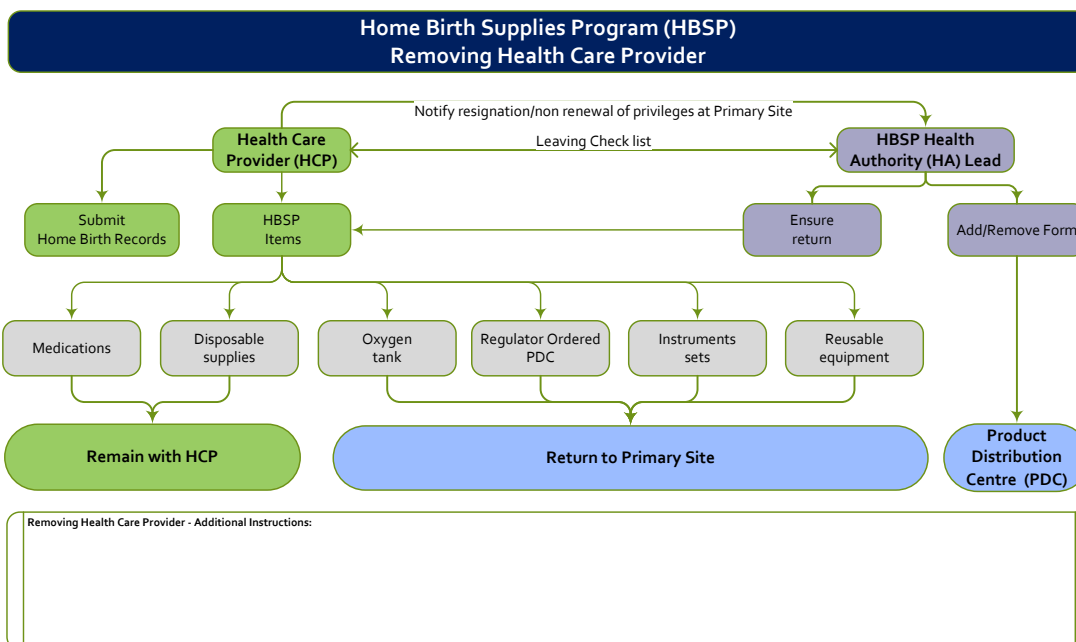 Home Birth Supplies Program (HBSP)
Removing Health Care Provider
Notify resignation/non renewal of privileges at Primary Site
Health Care
Provider (HCP)
Leaving Check list
HBSP Health
Authority (HA) Lead
Submit
Home Birth Records
HBSP
Items
Ensure
return
Add/Remove Form
Medications
Disposable
supplies
Oxygen
tank
Regulator Ordered
PDC
Instruments
sets
Reusable
equipment
Remain with HCP
Return to Primary Site
Product
Distribution
Centre (PDC)
Removing Health Care Provider - Additional Instructions: